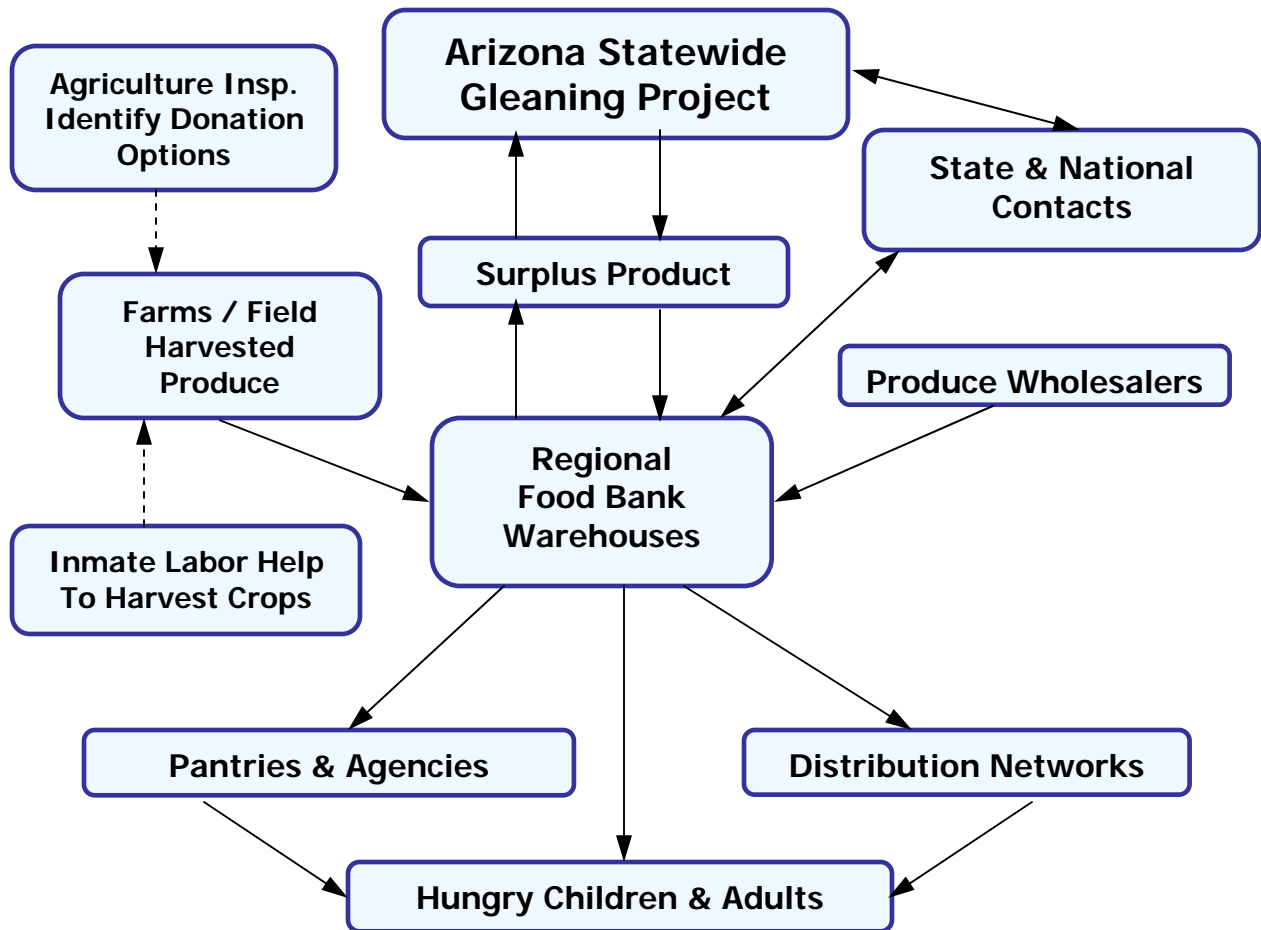 Arizona Statewide
Gleaning Project
Agriculture Insp.
Identify Donation
Options
State & National
Contacts
Surplus Product
Farms / Field
Harvested
Produce
Produce Wholesalers
Regional
Food Bank
Warehouses
Inmate Labor Help
To Harvest Crops
Pantries & Agencies
Distribution Networks
Hungry Children & Adults